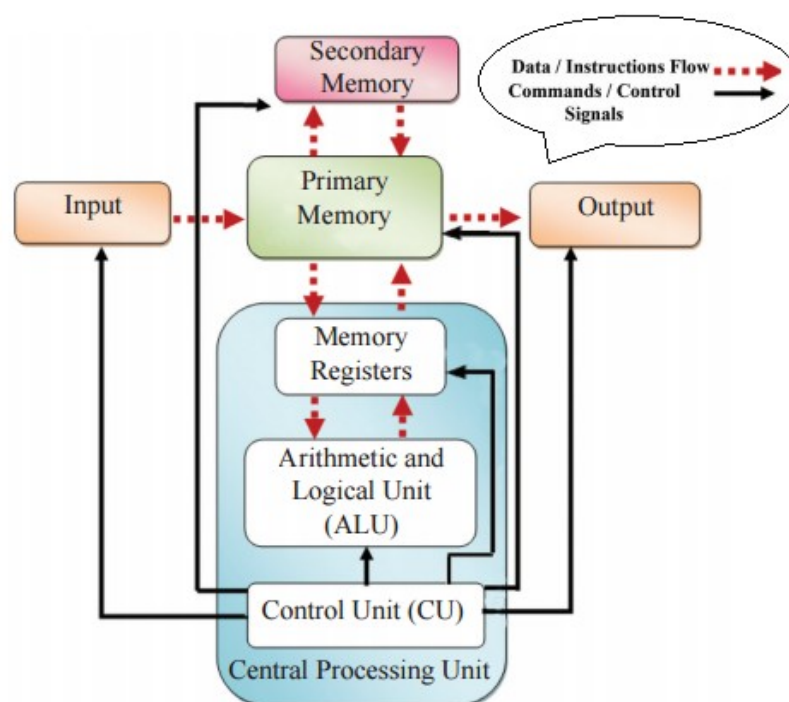 Secondary
Memory
Data / Instructions Flow
Commands / Control
Signals
Input
Primary
Memory
Output
Memory
Registers
Arithmetic and
Logical Unit
(ALU)
Control Unit (CU)
Central Processing Unit